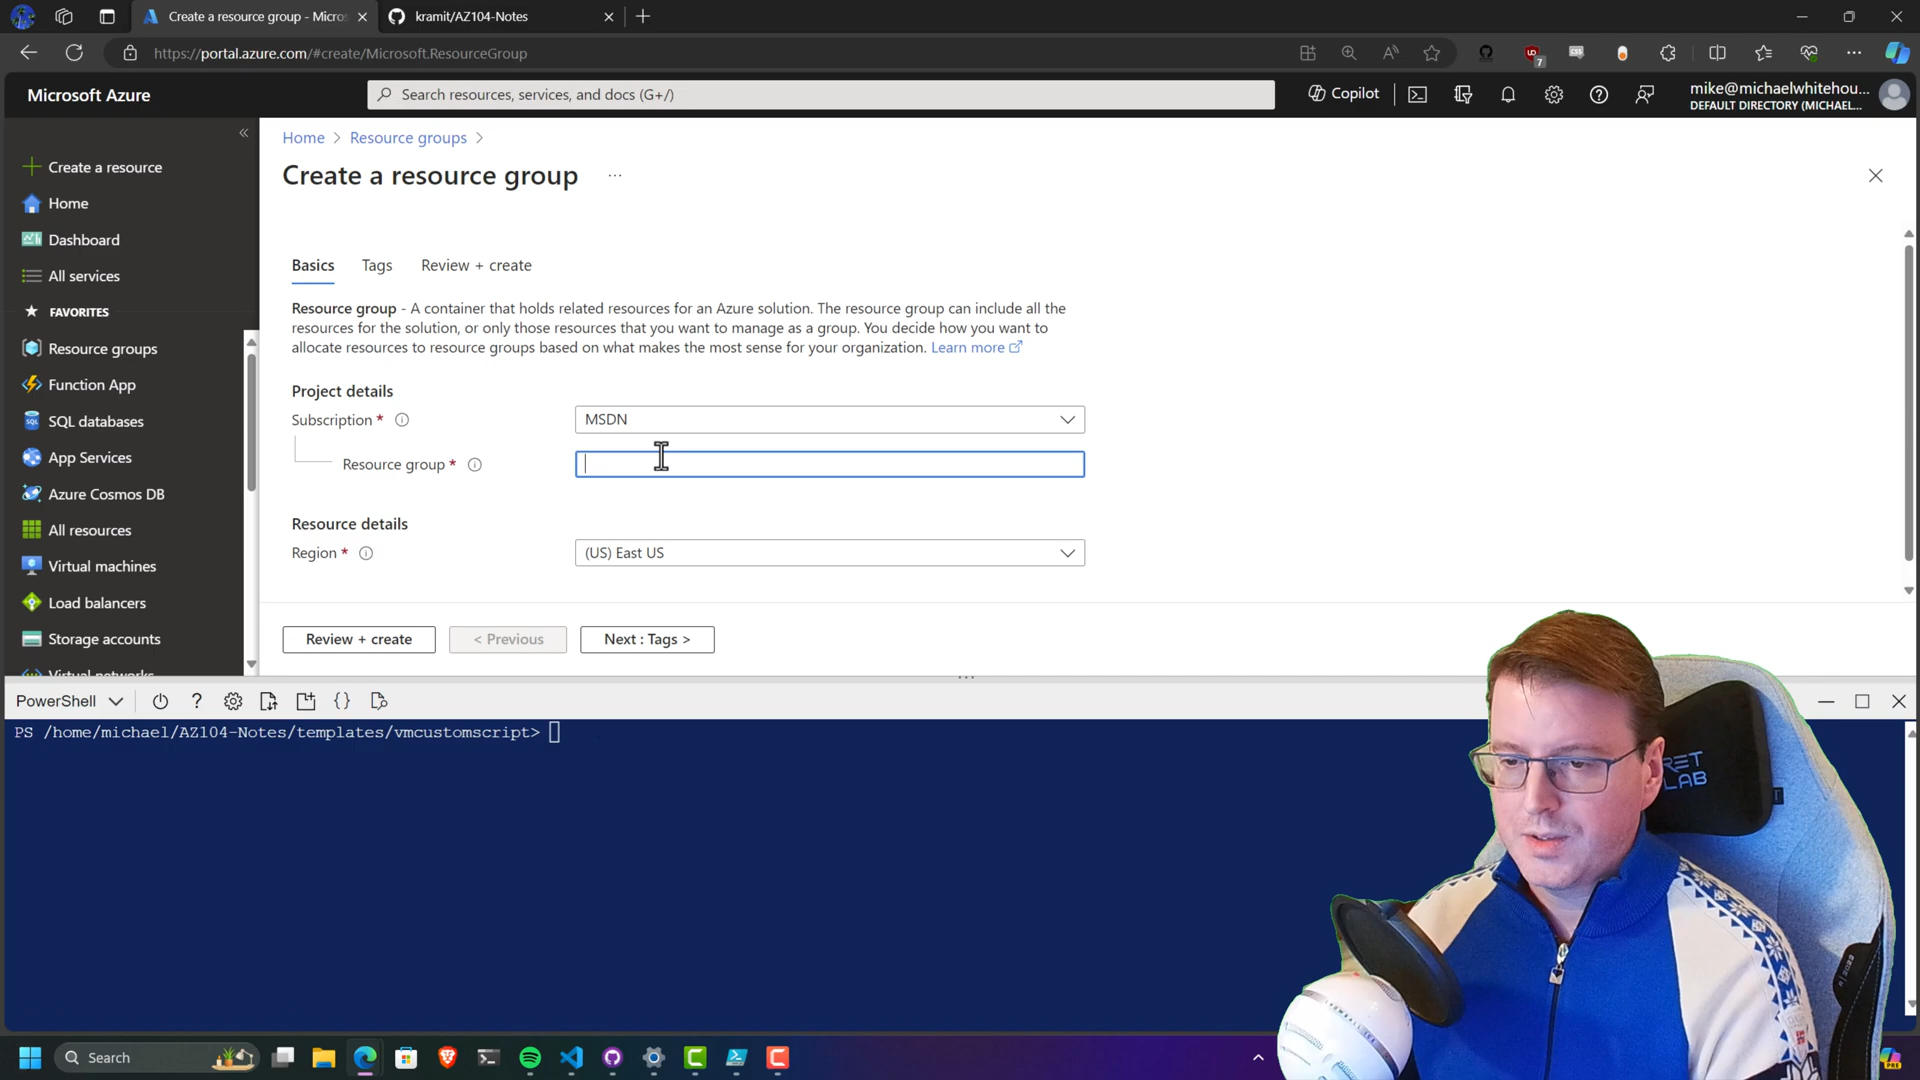 Create a resource group - Micros
kramit/AZ104-Notes
https://portal.azure.com/#create/Microsoft.ResourceGroup
7
Microsoft Azure
Search resources, services, and docs (G+/)
Copilot
mike@michaelwhitehou...
DEFAULT DIRECTORY (MICHAEL...
Create a resource
Home
Dashboard
All services
FAVORITES
Resource groups
Function App
SQL databases
App Services
Azure Cosmos DB
All resources
Virtual machines
Load balancers
Storage accounts
Virtual networks
Home > Resource groups >
Create a resource group
...
Basics
Tags
Review + create
Resource group - A container that holds related resources for an Azure solution. The resource group can include all the
resources for the solution, or only those resources that you want to manage as a group. You decide how you want to
allocate resources to resource groups based on what makes the most sense for your organization. Learn more
Project details
Subscription *
MSDN
Resource group *
Resource details
Region *
(US) East US
Review + create
< Previous
Next : Tags >
PowerShell
PS /home/michael/AZ104-Notes/templates/vmcustomscript>
Search
PRE